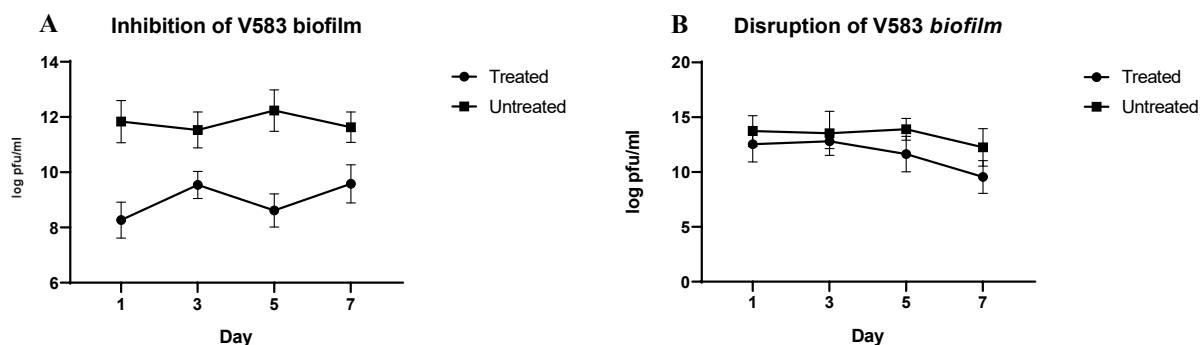 A Inhibition of V583 biofilm
14
12
10
8
6
log pfu/ml
1 3 5 7
Day
Treated
Untreated
B Disruption of V583 biofilm
20
15
10
5
0
log pfu/ml
1 3 5 7
Day
Treated
Untreated